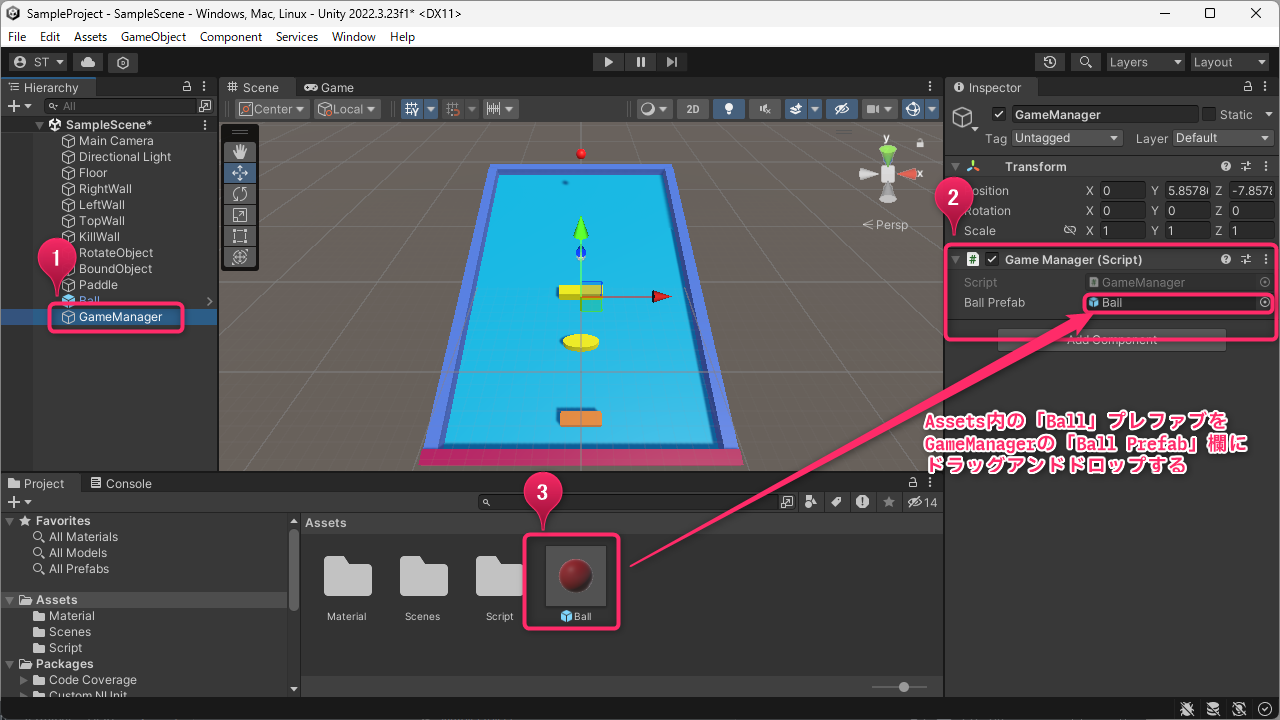 SampleProject - SampleScene - Windows, Mac, Linux - Unity 2022.3.23f1* <DX11>
File Edit Assets GameObject Component Services Window Help
ST
Layers
Layout
Hierarchy
All
SampleScene*
Main Camera
Directional Light
Floor
RightWall
LeftWall
TopWall
KillWall
RotateObject
BoundObject
Paddle
Ball
GameManager
1
Scene Game
Center Local 2D
y
x
Persp
Inspector
GameManager Static
Tag Untagged Layer Default
Transform
Position X 0 Y 5.8578 Z -7.8578
Rotation X 0 Y 0 Z 0
Scale X 1 Y 1 Z 1
2
# Game Manager (Script)
Script GameManager
Ball Prefab Ball
Add Component
Assets内の「Ball」プレファブを
GameManagerの「Ball Prefab」欄に
ドラッグアンドドロップする
Project Console
14
Favorites
All Materials
All Models
All Prefabs
Assets
Material
Scenes
Script
Packages
Code Coverage
Custom NUnit
Assets
3
Material
Scenes
Script
Ball